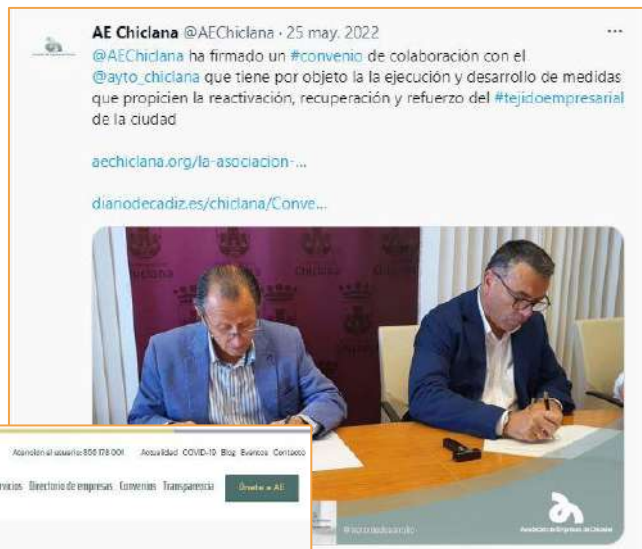 AE Chiclana @AEChiclana · 25 may. 2022
@AEChiclana ha firmado un #convenio de colaboración con el
@ayto_chiclana que tiene por objeto la la ejecución y desarrollo de medidas
que propicien la reactivación, recuperación y refuerzo del #tejidoempresarial
de la ciudad
aechiclana.org/la-asociacion-...
diariodecadiz.es/chiclana/Conve...
Chiclana
Atención al usuario: 856 178 001 Actualidad COVID-19 Blog Eventos Contacto
rvicios Directorio de empresas Convenios Transparencia Únete a AE
Asociación de Empresas de Chiclana